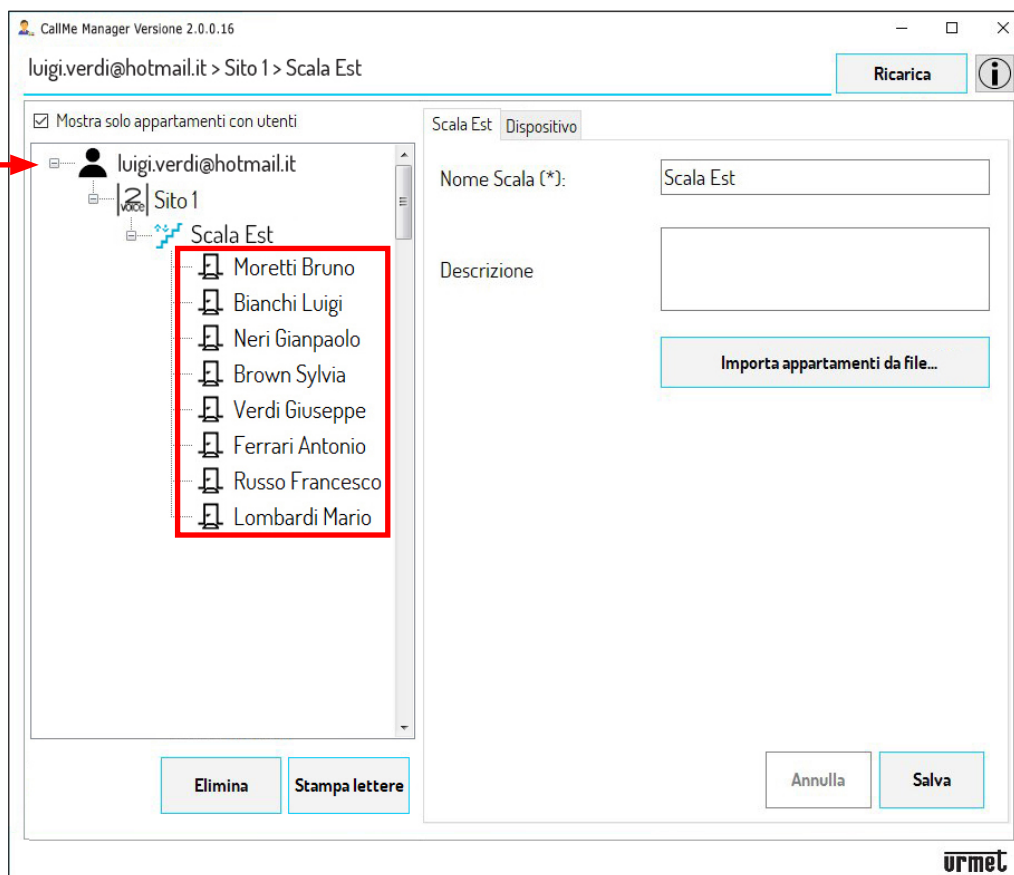 CallMe Manager Versione 2.0.0.16
luigi.verdi@hotmail.it > Sito 1 > Scala Est
Ricarica
i
Mostra solo appartamenti con utenti
luigi.verdi@hotmail.it
2 voice Sito 1
Scala Est
Moretti Bruno
Bianchi Luigi
Neri Gianpaolo
Brown Sylvia
Verdi Giuseppe
Ferrari Antonio
Russo Francesco
Lombardi Mario
Elimina
Stampa lettere
Scala Est Dispositivo
Nome Scala (*): Scala Est
Descrizione
Importa appartamenti da file...
Annulla
Salva
urmet